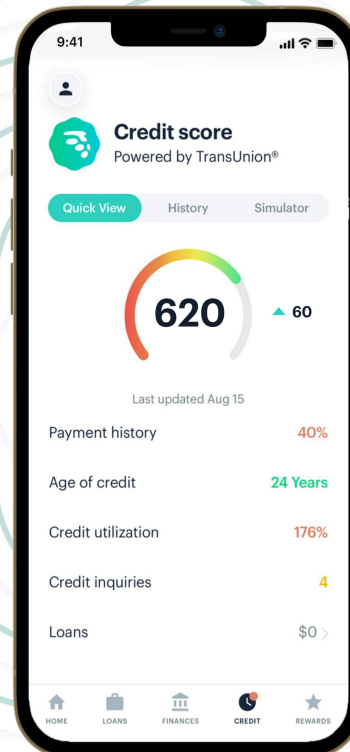 9:41
Credit score
Powered by TransUnion®
Quick View History Simulator
620
60
Last updated Aug 15
Payment history 40%
Age of credit 24 Years
Credit utilization 176%
Credit inquiries 4
Loans $0
HOME LOANS FINANCES CREDIT REWARDS